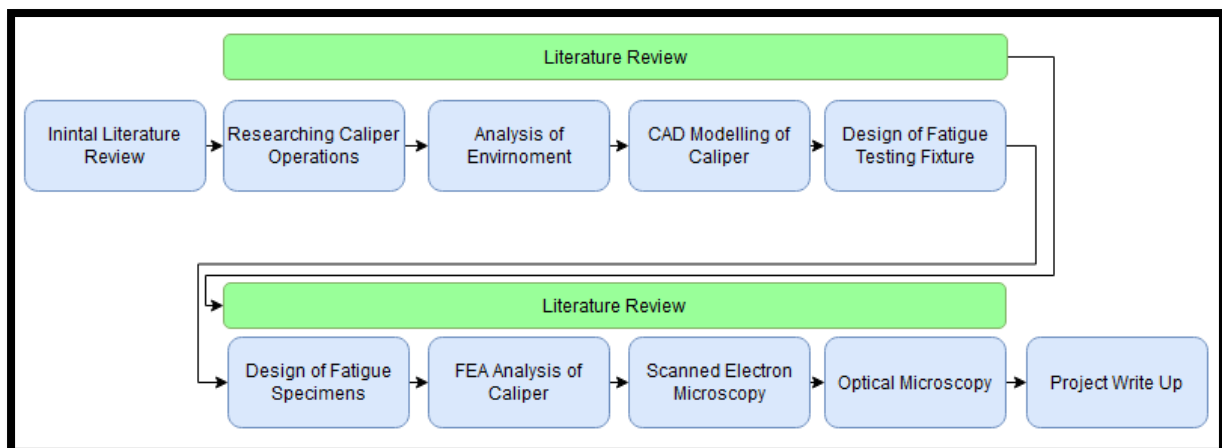 Literature Review
Inintal Literature
Review
Researching Caliper
Operations
Analysis of
Envirnoment
CAD Modelling of
Caliper
Design of Fatigue
Testing Fixture
Literature Review
Design of Fatigue
Specimens
FEA Analysis of
Caliper
Scanned Electron
Microscopy
Optical Microscopy
Project Write Up